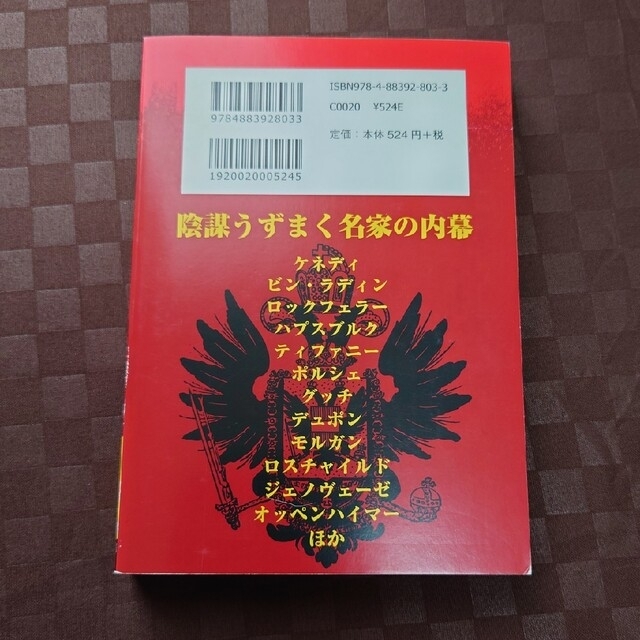 ISBN978-4-88392-803-3
C0020 ¥524E
9784883928033
定価：本体524円+税
1920020005245
陰謀うずまく名家の内幕
ケネディ
ビン・ラディン
ロックフェラー
ハプスブルク
ティファニー
ポルシェ
グッチ
デュポン
モルガン
ロスチャイルド
ジェノヴェーゼ
オッペンハイマー
ほか